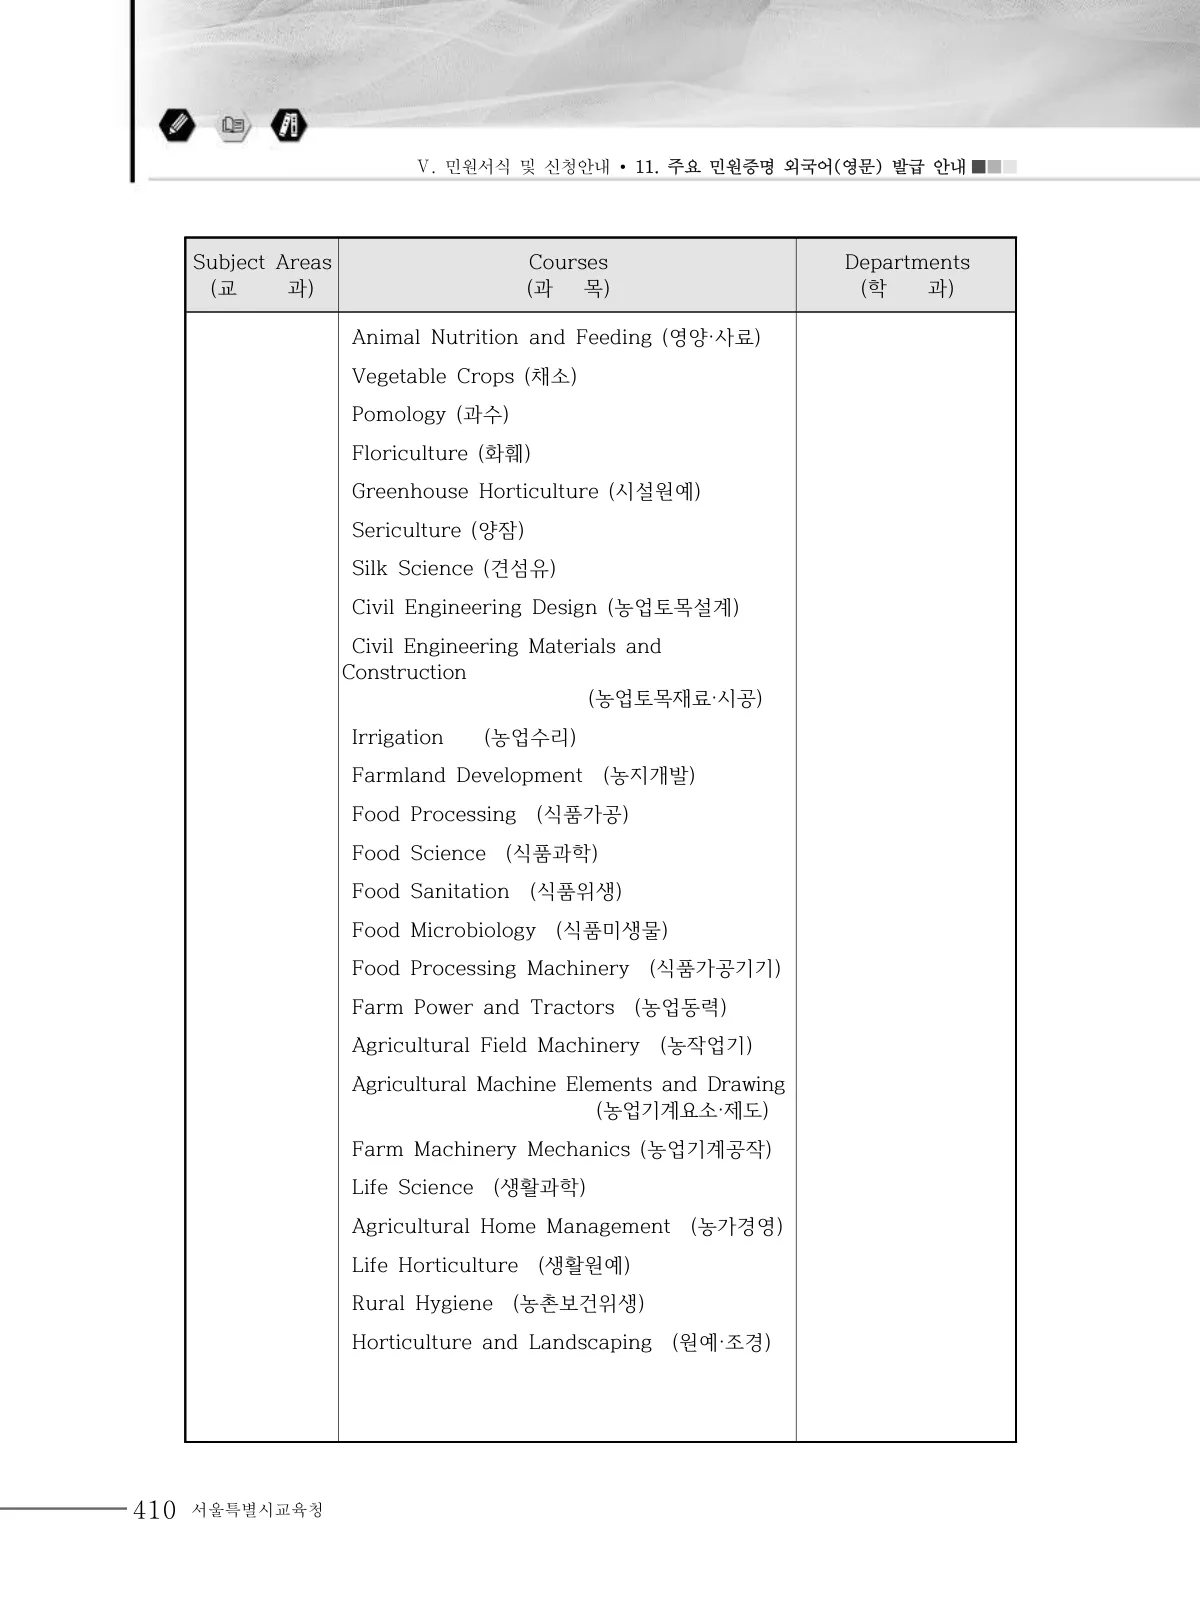 Ⅴ. 민원서식 및 신청안내 • 11. 주요 민원증명 외국어(영문) 발급 안내
Subject Areas
(교 과)
Courses
(과 목)
Departments
(학 과)
Animal Nutrition and Feeding (영양·사료)
Vegetable Crops (채소)
Pomology (과수)
Floriculture (화훼)
Greenhouse Horticulture (시설원예)
Sericulture (양잠)
Silk Science (견섬유)
Civil Engineering Design (농업토목설계)
Civil Engineering Materials and
Construction
(농업토목재료·시공)
Irrigation (농업수리)
Farmland Development (농지개발)
Food Processing (식품가공)
Food Science (식품과학)
Food Sanitation (식품위생)
Food Microbiology (식품미생물)
Food Processing Machinery (식품가공기기)
Farm Power and Tractors (농업동력)
Agricultural Field Machinery (농작업기)
Agricultural Machine Elements and Drawing
(농업기계요소·제도)
Farm Machinery Mechanics (농업기계공작)
Life Science (생활과학)
Agricultural Home Management (농가경영)
Life Horticulture (생활원예)
Rural Hygiene (농촌보건위생)
Horticulture and Landscaping (원예·조경)
410 서울특별시교육청